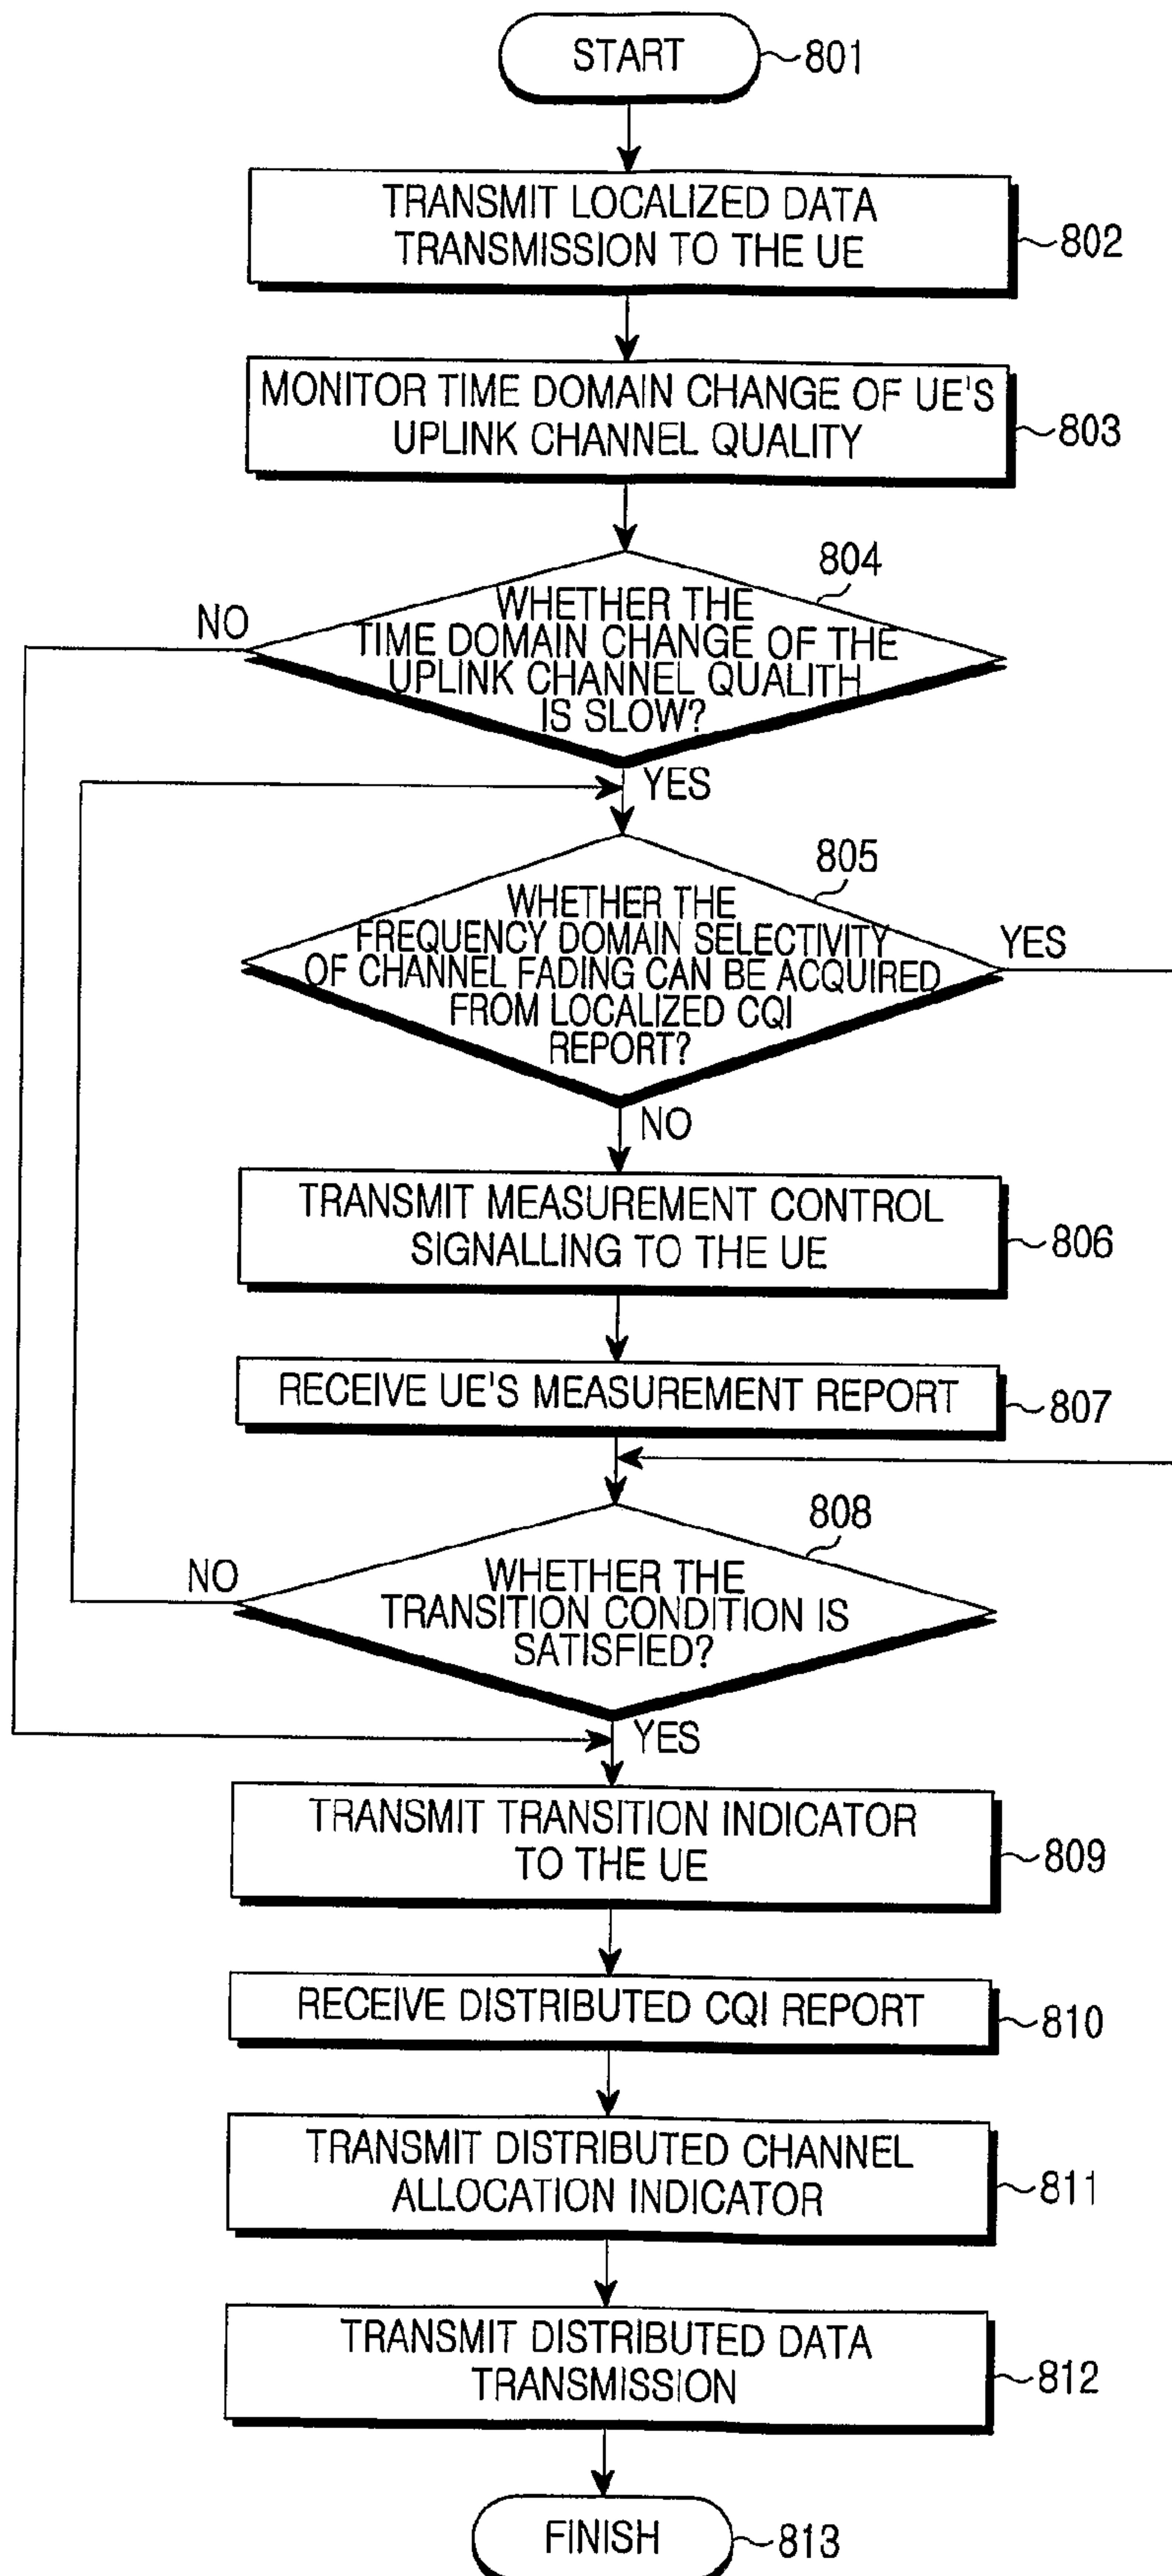 START
801
TRANSMIT LOCALIZED DATA
TRANSMISSION TO THE UE
802
MONITOR TIME DOMAIN CHANGE OF UE'S
UPLINK CHANNEL QUALITY
803
804
NO
WHETHER THE
TIME DOMAIN CHANGE OF THE
UPLINK CHANNEL QUALITH
IS SLOW?
YES
805
WHETHER THE
FREQUENCY DOMAIN SELECTIVITY
OF CHANNEL FADING CAN BE ACQUIRED
FROM LOCALIZED CQI
REPORT?
YES
NO
TRANSMIT MEASUREMENT CONTROL
SIGNALLING TO THE UE
806
RECEIVE UE'S MEASUREMENT REPORT
807
808
NO
WHETHER THE
TRANSITION CONDITION IS
SATISFIED?
YES
TRANSMIT TRANSITION INDICATOR
TO THE UE
809
RECEIVE DISTRIBUTED CQI REPORT
810
TRANSMIT DISTRIBUTED CHANNEL
ALLOCATION INDICATOR
811
TRANSMIT DISTRIBUTED DATA
TRANSMISSION
812
FINISH
813